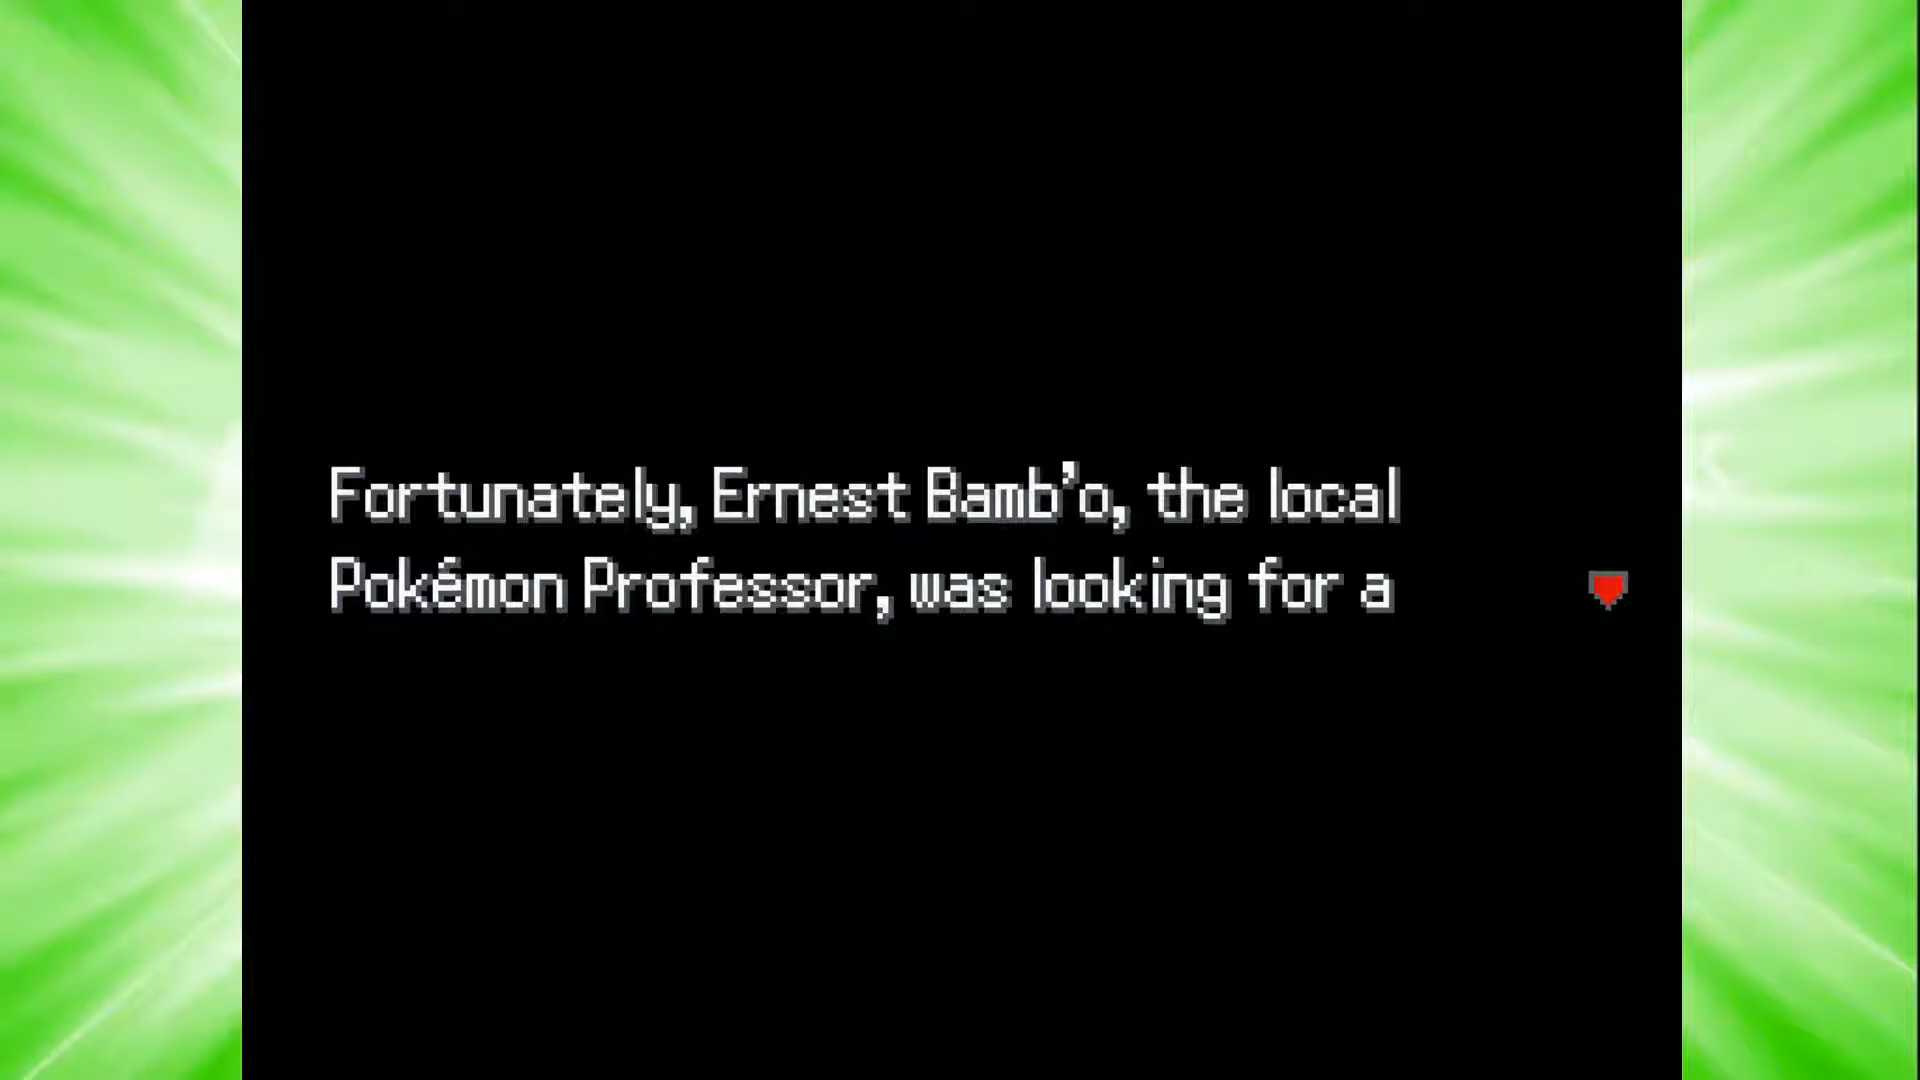 Fortunately, Ernest Bamb'o, the local
Pokémon Professor, was looking for a